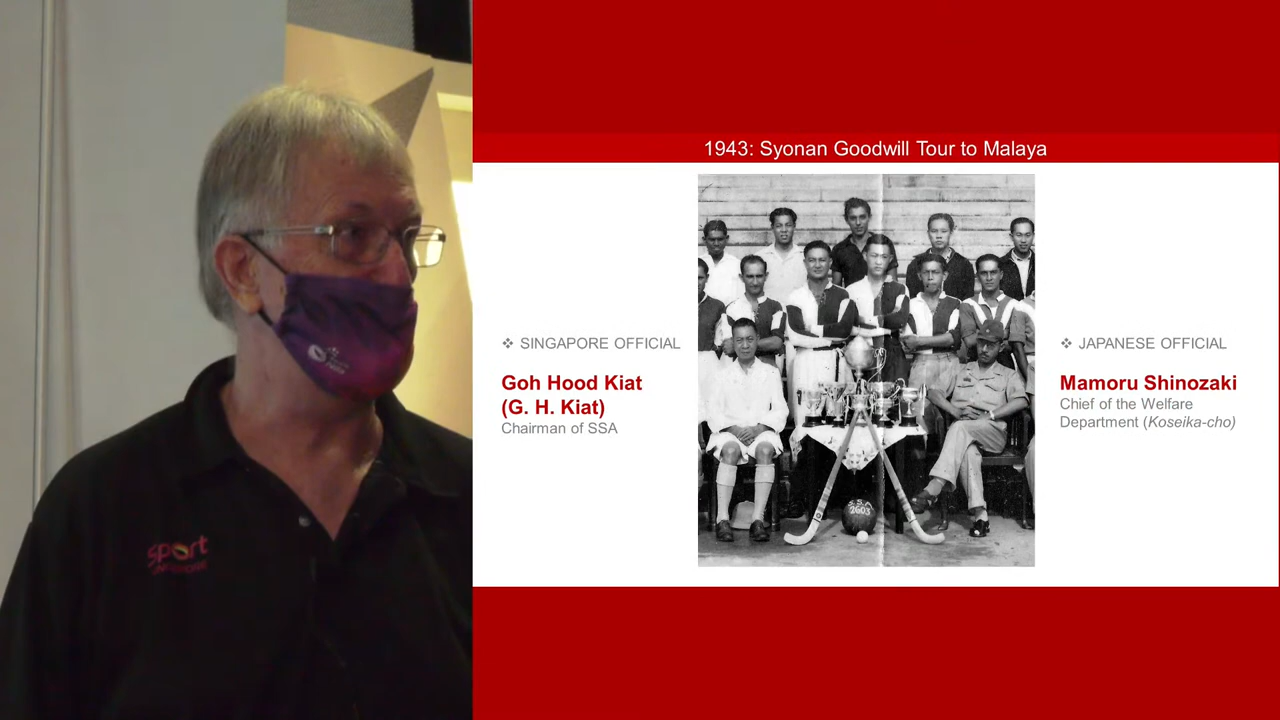 1943: Syonan Goodwill Tour to Malaya
❖ SINGAPORE OFFICIAL
Goh Hood Kiat
(G. H. Kiat)
Chairman of SSA
❖ JAPANESE OFFICIAL
Mamoru Shinozaki
Chief of the Welfare
Department (Koseika-cho)
S.S.A
2603
sport